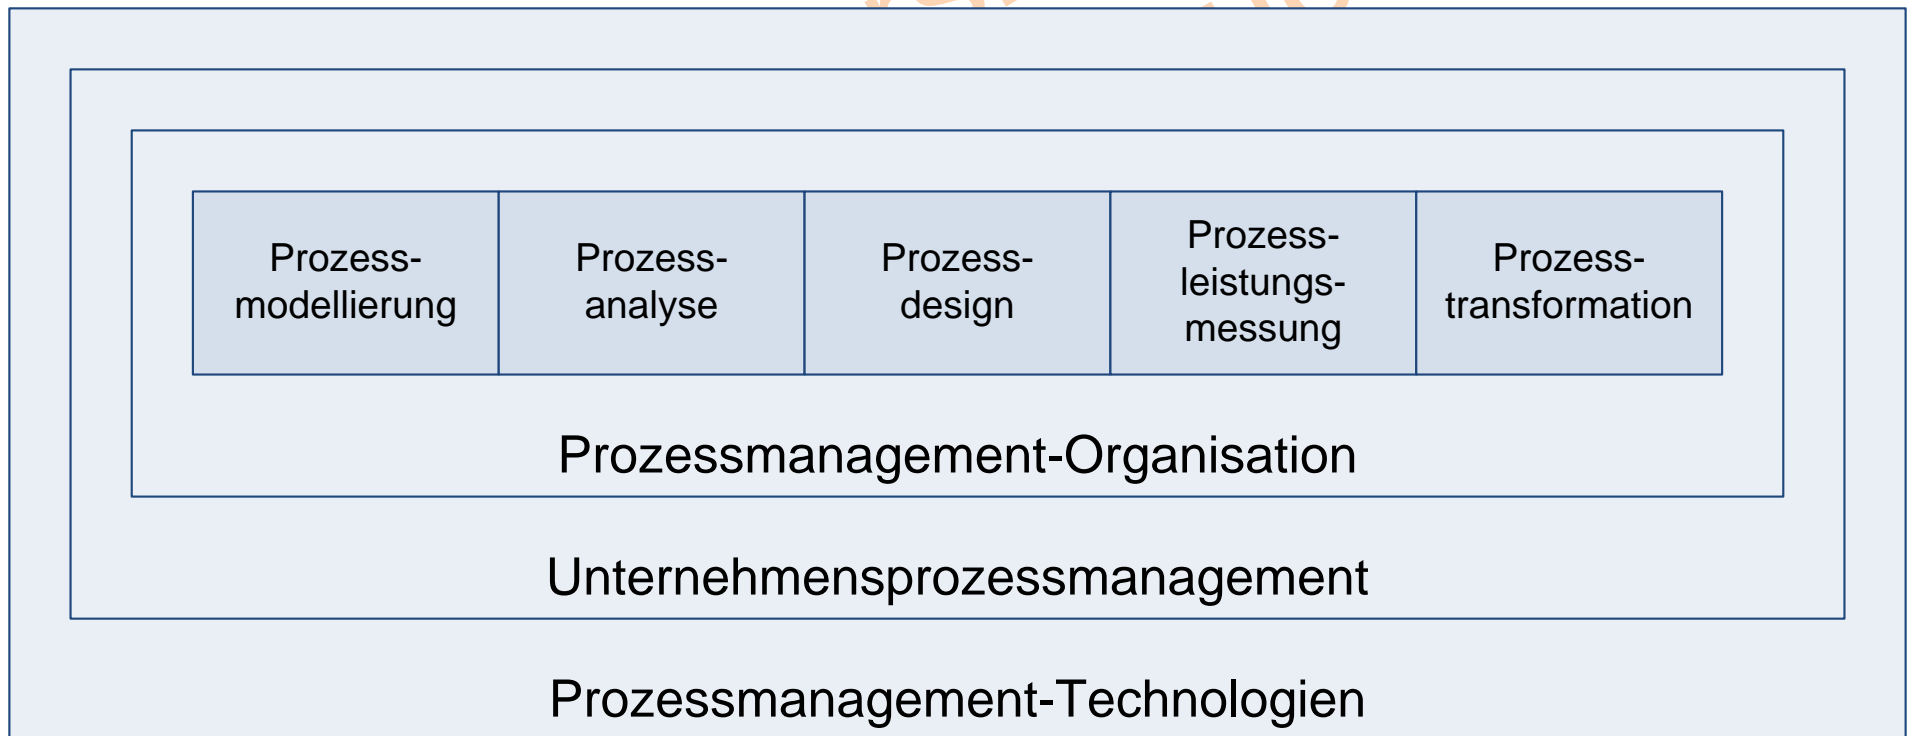 Prozess-
modellierung
Prozess-
analyse
Prozess-
design
Prozess-
leistungs-
messung
Prozess-
transformation
Prozessmanagement-Organisation
Unternehmensprozessmanagement
Prozessmanagement-Technologien